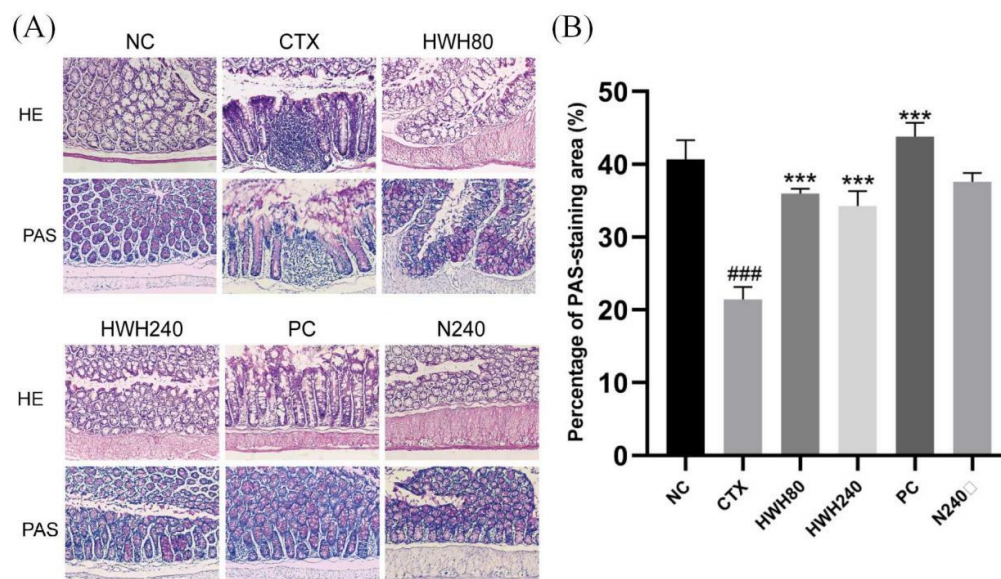 (A)
NC CTX HWH80
HE
PAS
HWH240 PC N240
HE
PAS
(B)
Percentage of PAS-staining area (%)
50
40
30
20
10
0
###
***
***
***
NC
CTX
HWH80
HWH240
PC
N240□